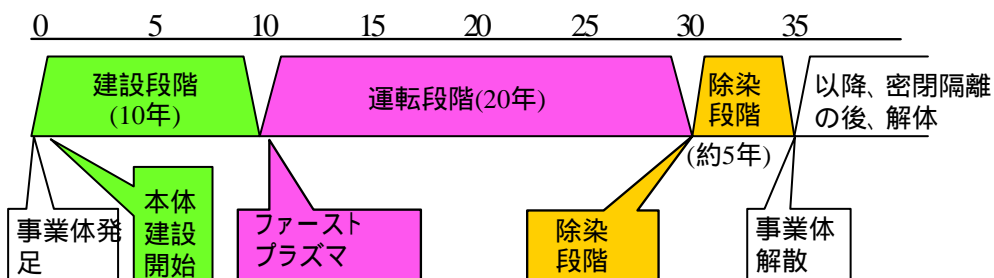 0 5 10 15 20 25 30 35
建設段階
(10年)
運転段階(20年)
除染
段階
(約5年)
以降、密閉隔離
の後、解体
事業体発
足
本体
建設
開始
ファースト
プラズマ
除染
段階
事業体
解散